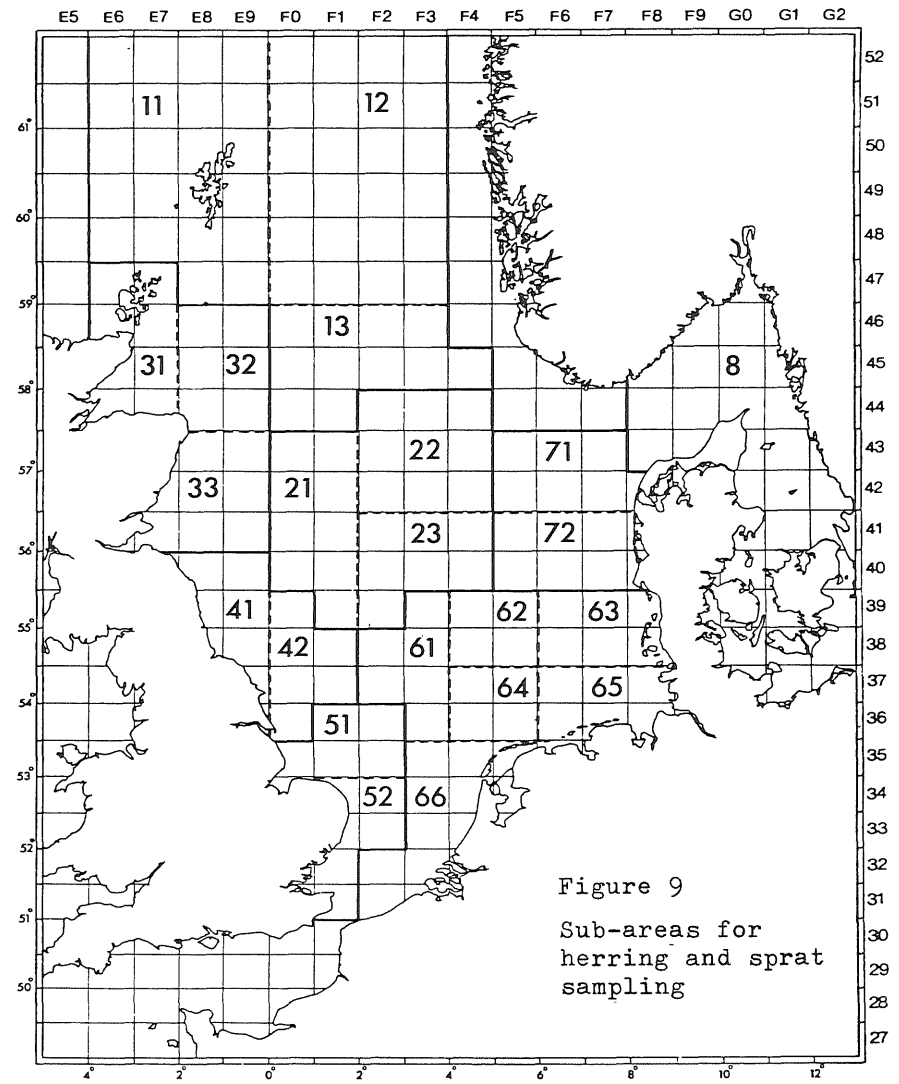 E5 E6 E7 E8 E9 F0 F1 F2 F3 F4 F5 F6 F7 F8 F9 G0 G1 G2
52
11 12 51
61°
50
49
60°
48
47
59°
13 46
31 32 8 45
58°
44
22 71 43
57°
33 21 42
23 72 41
56°
40
41 62 63 39
55°
42 61 38
64 65 37
54°
51 36
35
53°
52 66 34
33
52°
32
Figure 9
31
51°
Sub-areas for
30
herring and sprat
29
sampling
50°
28
27
4° 2° 0° 2° 4° 6° 8° 10° 12°